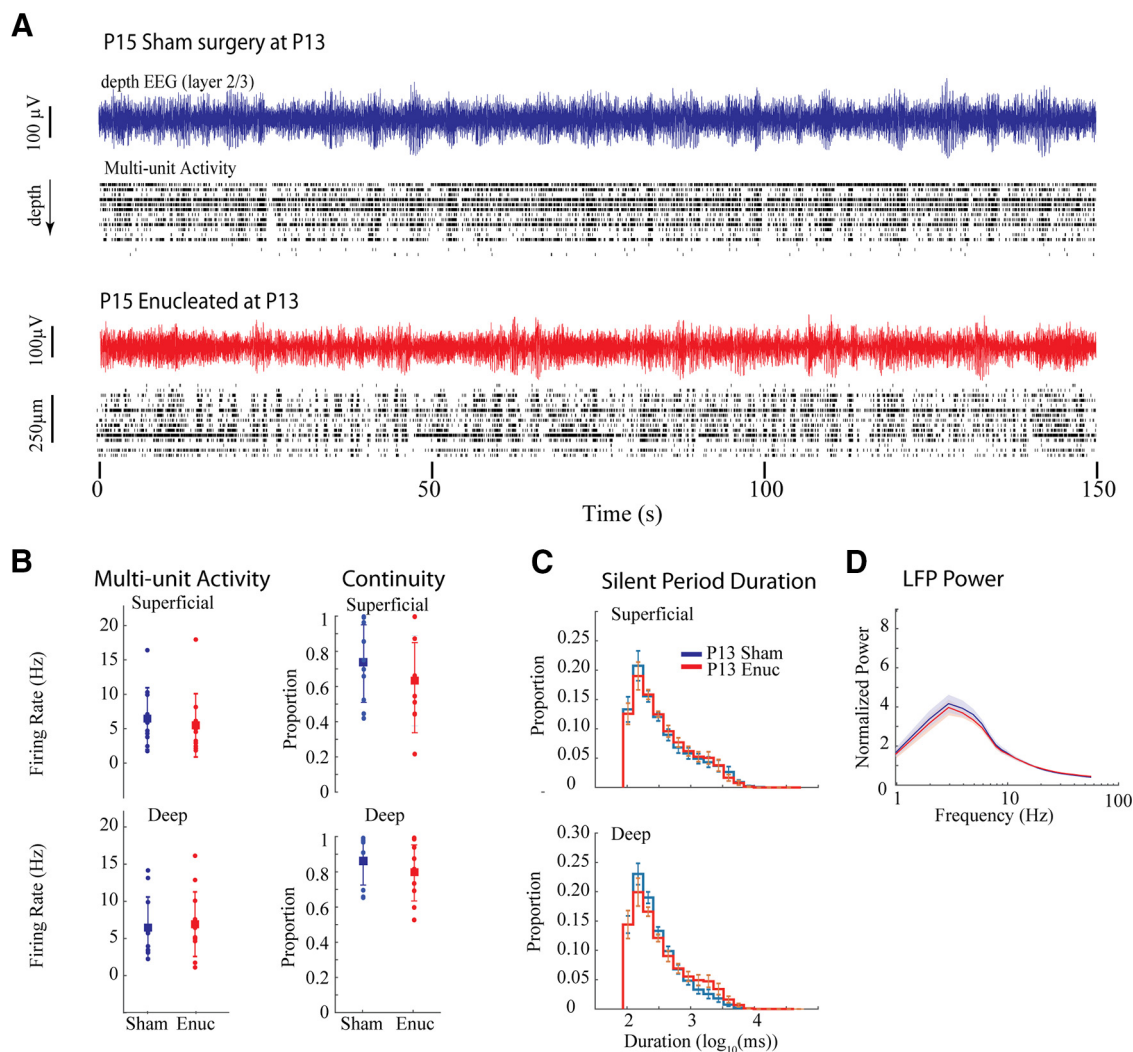 A
P15 Sham surgery at P13
depth EEG (layer 2/3)
100 µV
Multi-unit Activity
depth
P15 Enucleated at P13
100µV
250µm
0 50 100 150
Time (s)
B
Multi-unit Activity
Superficial
Firing Rate (Hz)
20
15
10
5
0
Deep
Firing Rate (Hz)
20
15
10
5
0
Sham Enuc
Continuity
Superficial
Proportion
1
0.8
0.6
0.4
0.2
0
Deep
Proportion
1
0.8
0.6
0.4
0.2
0
Sham Enuc
C
Silent Period Duration
Superficial
P13 Sham
P13 Enuc
Proportion
0.25
0.20
0.15
0.10
0.05
0
Deep
Proportion
0.30
0.25
0.20
0.15
0.10
0.05
0
2 3 4
Duration (log10(ms))
D
LFP Power
Normalized Power
8
6
4
2
0
1 10 100
Frequency (Hz)